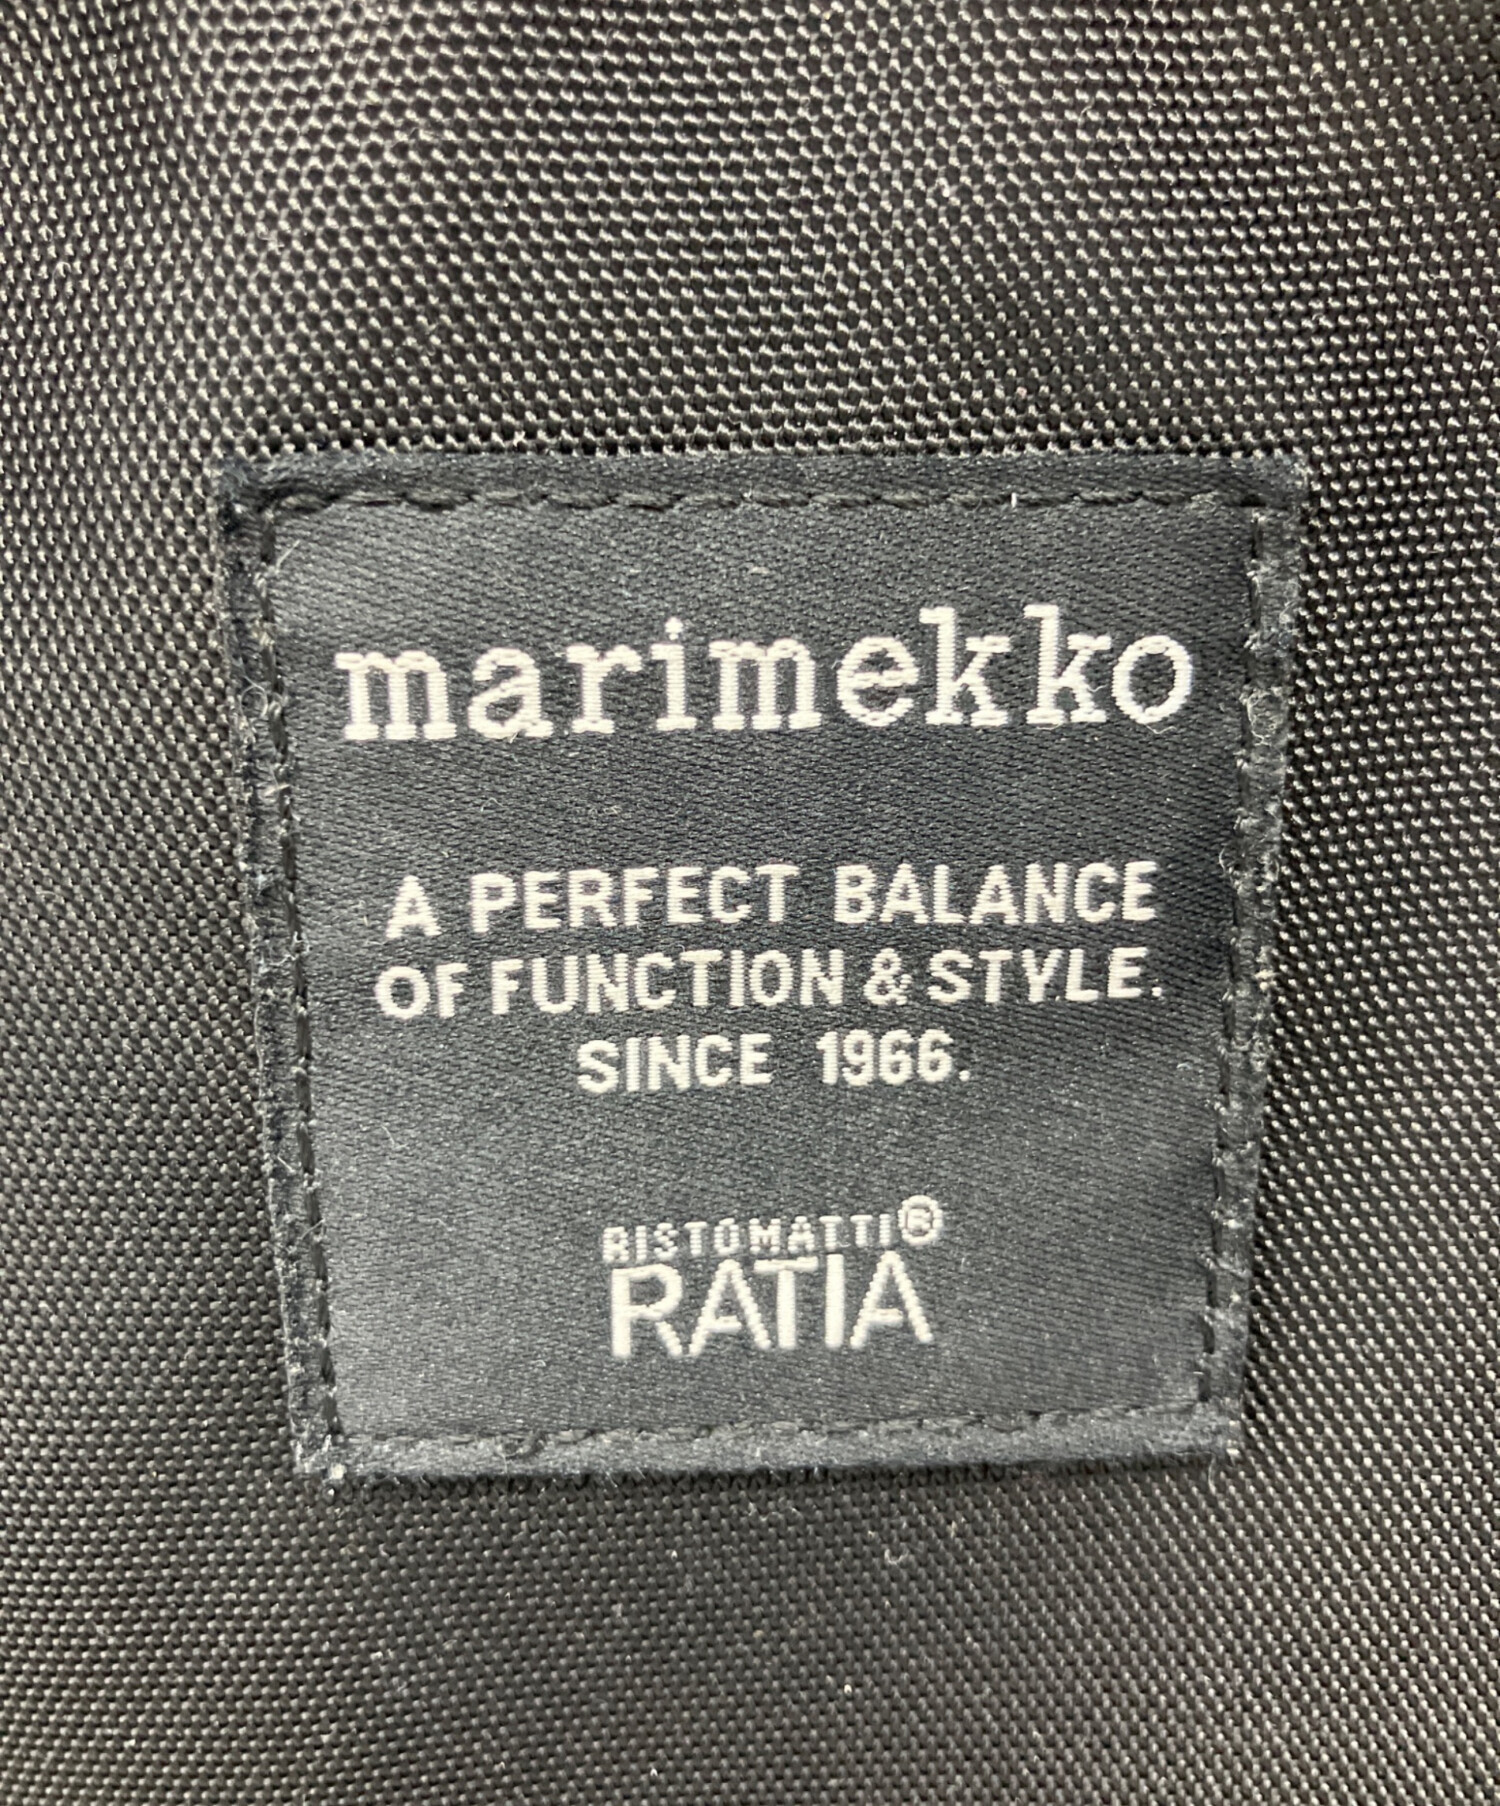 marimekko
A PERFECT BALANCE
OF FUNCTION & STYLE.
SINCE 1966.
RISTOMATTI®
RATIA